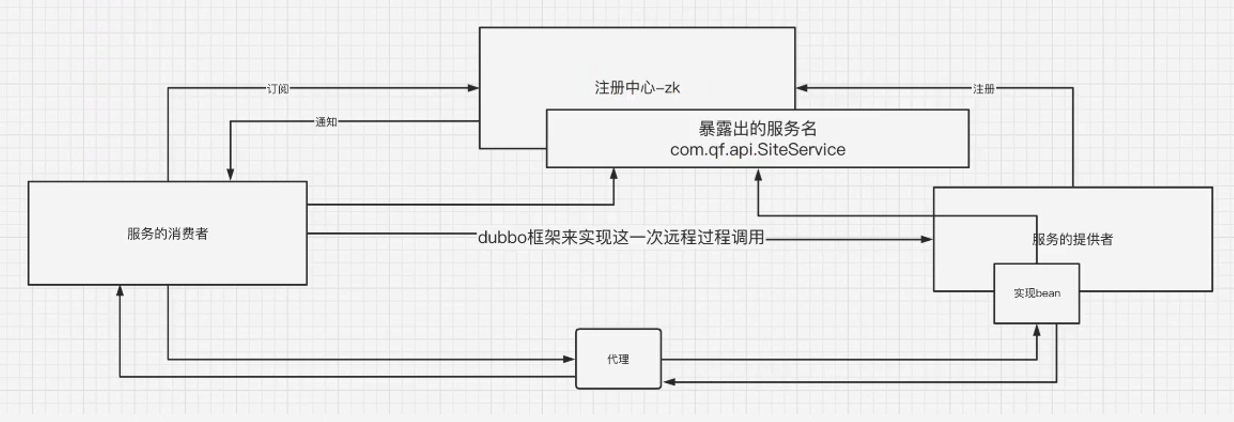 注册中心-zk
订阅
注册
通知
暴露出的服务名
com.qf.api.SiteService
服务的消费者
dubbo框架来实现这一次远程过程调用
服务的提供者
实现bean
代理